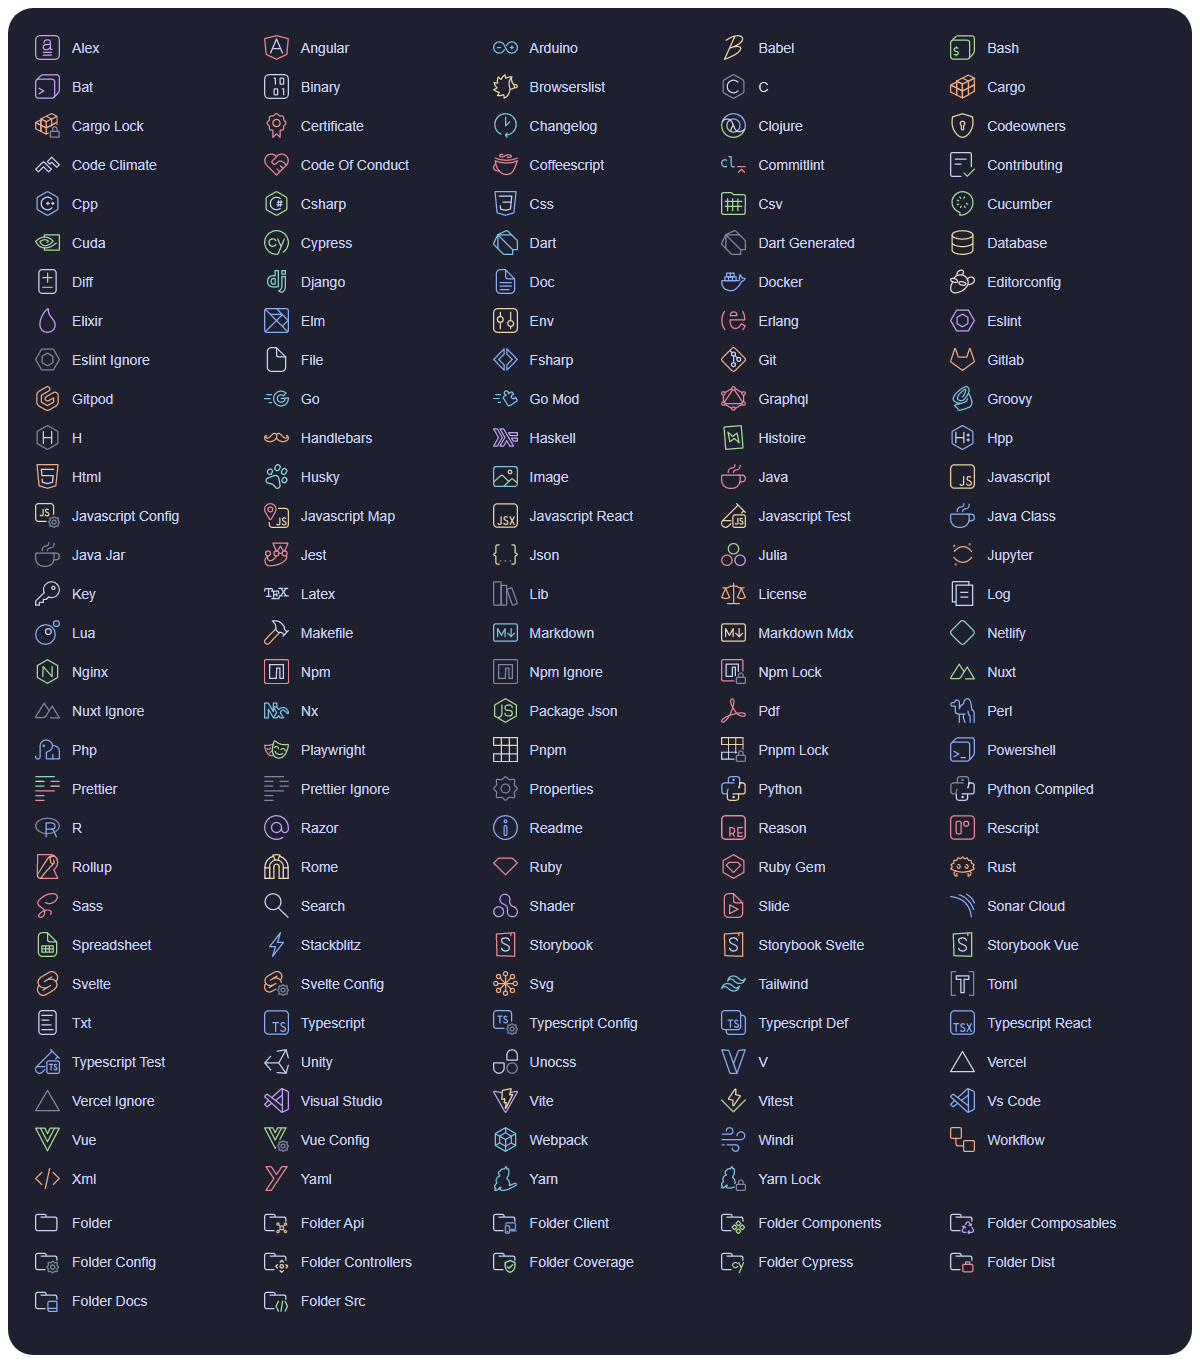 Alex Angular Arduino Babel Bash
Bat Binary Browserslist C Cargo
Cargo Lock Certificate Changelog Clojure Codeowners
Code Climate Code Of Conduct Coffeescript Commitlint Contributing
Cpp Csharp Css Csv Cucumber
Cuda Cypress Dart Dart Generated Database
Diff Django Doc Docker Editorconfig
Elixir Elm Env Erlang Eslint
Eslint Ignore File Fsharp Git Gitlab
Gitpod Go Go Mod Graphql Groovy
H Handlebars Haskell Histoire Hpp
Html Husky Image Java Javascript
Javascript Config Javascript Map Javascript React Javascript Test Java Class
Java Jar Jest Json Julia Jupyter
Key Latex Lib License Log
Lua Makefile Markdown Markdown Mdx Netlify
Nginx Npm Npm Ignore Npm Lock Nuxt
Nuxt Ignore Nx Package Json Pdf Perl
Php Playwright Pnpm Pnpm Lock Powershell
Prettier Prettier Ignore Properties Python Python Compiled
R Razor Readme Reason Rescript
Rollup Rome Ruby Ruby Gem Rust
Sass Search Shader Slide Sonar Cloud
Spreadsheet Stackblitz Storybook Storybook Svelte Storybook Vue
Svelte Svelte Config Svg Tailwind Toml
Txt Typescript Typescript Config Typescript Def Typescript React
Typescript Test Unity Unocss V Vercel
Vercel Ignore Visual Studio Vite Vitest Vs Code
Vue Vue Config Webpack Windi Workflow
Xml Yaml Yarn Yarn Lock
Folder Folder Api Folder Client Folder Components Folder Composables
Folder Config Folder Controllers Folder Coverage Folder Cypress Folder Dist
Folder Docs Folder Src